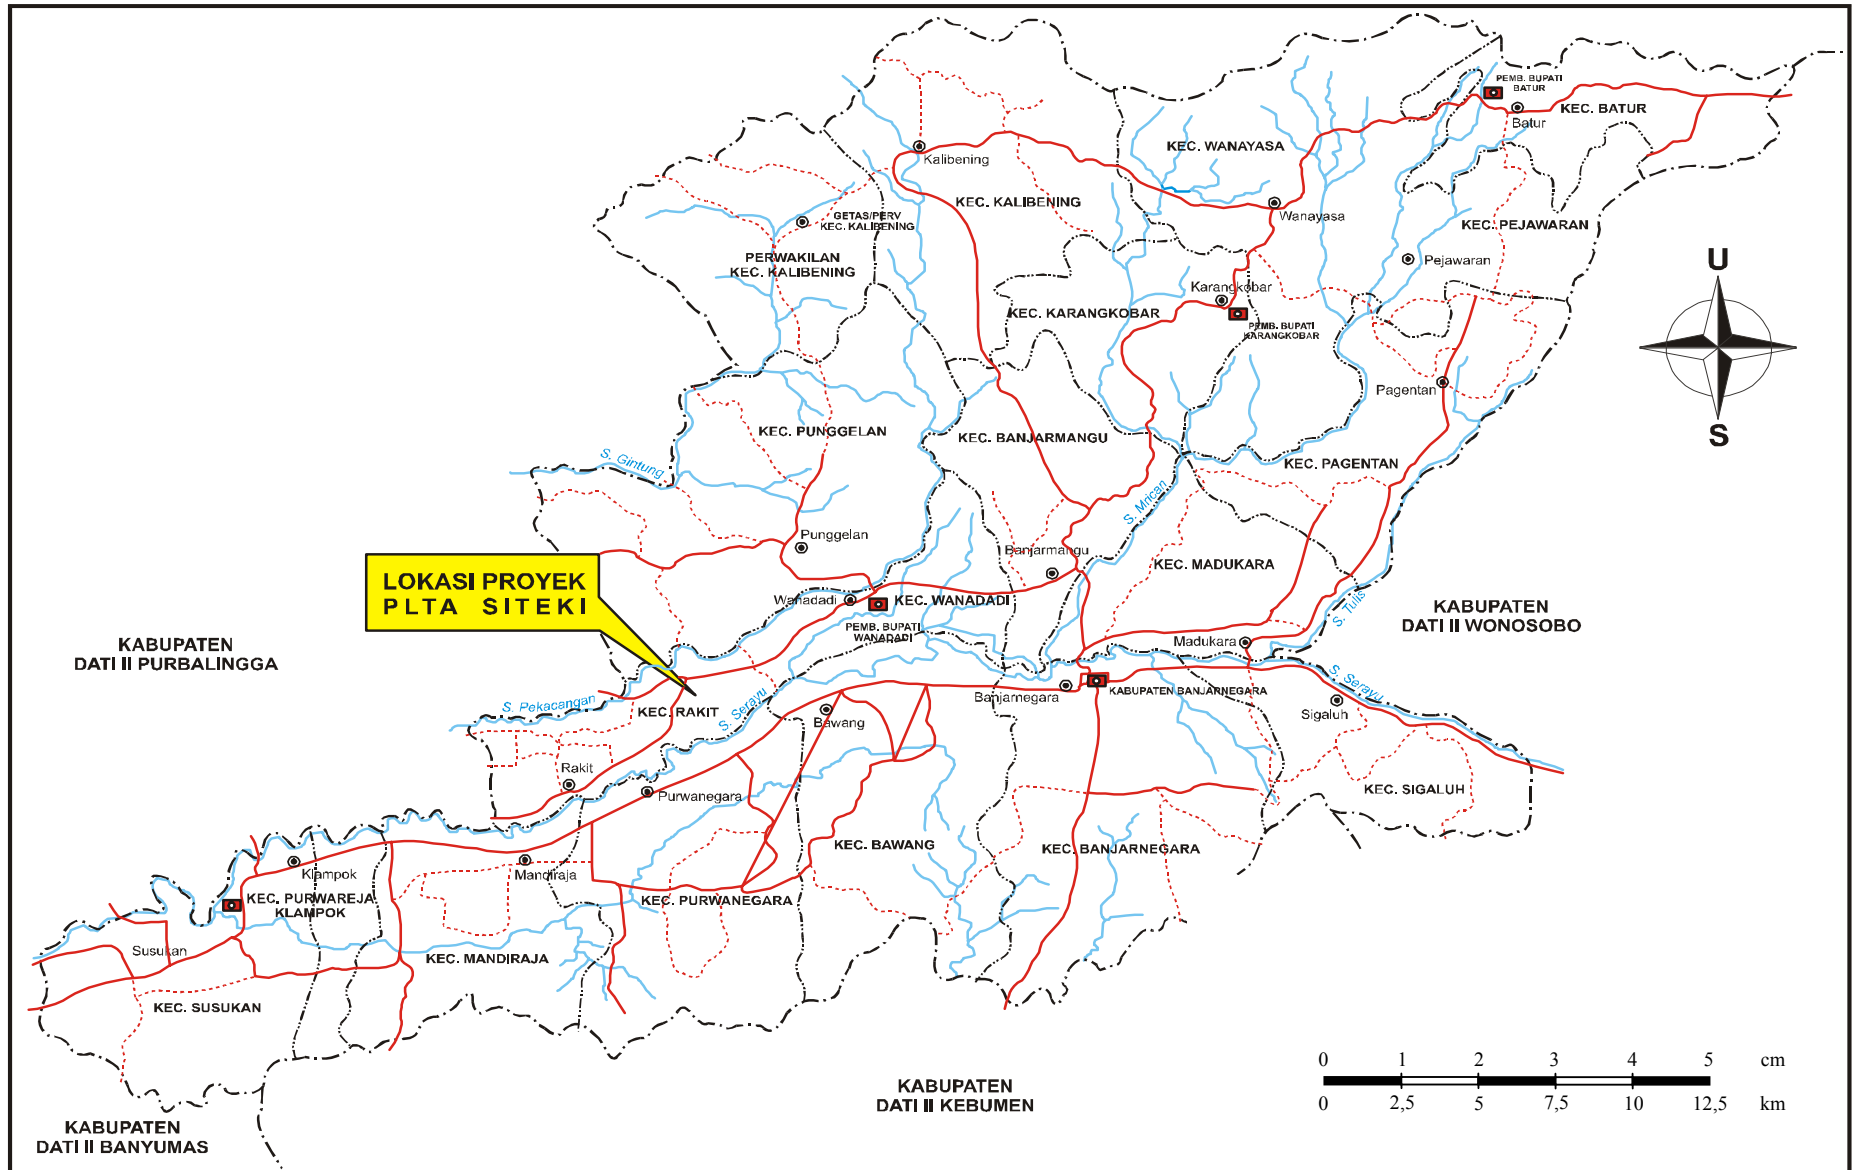 PEMB. BUPATI
BATUR
KEC. BATUR
Batur
KEC. WANAYASA
Kalibening
KEC. KALIBENING
Wanayasa
GETAS/PERV
KEC. KALIBENING
KEC. PEJAWARAN
PERWAKILAN
KEC. KALIBENING
Pejawaran
U
Karangkobar
KEC. KARANGKOBAR
PEMB. BUPATI
KARANGKOBAR
S
Pagentan
KEC. PUNGGELAN
KEC. BANJARMANGU
S. Gintung
KEC. PAGENTAN
S. Mrican
Punggelan
Banjarmangu
KEC. MADUKARA
LOKASI PROYEK
PLTA SITEKI
Wanadadi
KEC. WANADADI
PEMB. BUPATI
WANADADI
S. Tulis
KABUPATEN
DATI II WONOSOBO
KABUPATEN
DATI II PURBALINGGA
Madukara
S. Serayu
S. Pekacangan
KEC. RAKIT
S. Serayu
Banjarnegara
KABUPATEN BANJARNEGARA
Sigaluh
Bawang
Rakit
Purwanegara
KEC. SIGALUH
KEC. BAWANG
KEC. BANJARNEGARA
Klampok
Mandiraja
KEC. PURWAREJA
KLAMPOK
KEC. PURWANEGARA
Susukan
KEC. MANDIRAJA
KEC. SUSUKAN
0 1 2 3 4 5 cm
0 2,5 5 7,5 10 12,5 km
KABUPATEN
DATI II KEBUMEN
KABUPATEN
DATI II BANYUMAS